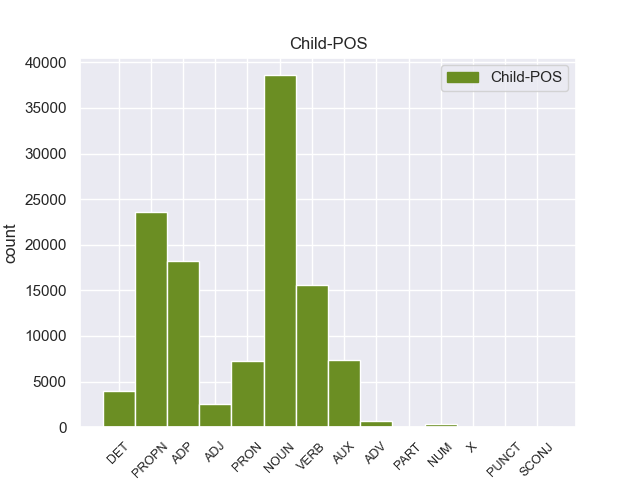 Child-POS
Child-POS
40000
35000
30000
25000
20000
15000
10000
5000
0
count
DET PROPN ADP ADJ PRON NOUN VERB AUX ADV PART NUM X PUNCT SCONJ